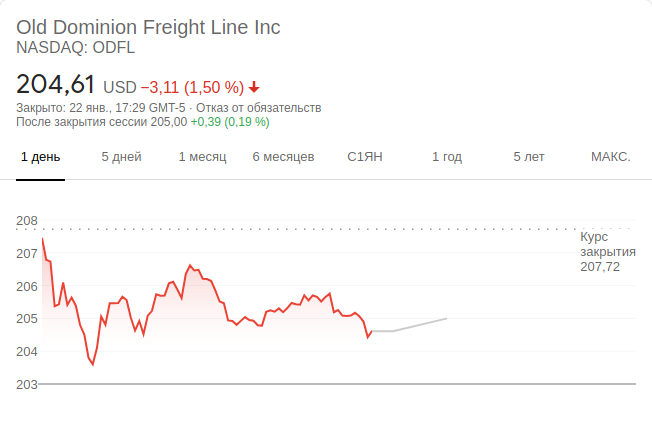 Old Dominion Freight Line Inc
NASDAQ: ODFL
204,61 USD −3,11 (1,50 %)
Закрыто: 22 янв., 17:29 GMT-5 · Отказ от обязательств
После закрытия сессии 205,00 +0,39 (0,19 %)
1 день 5 дней 1 месяц 6 месяцев С1ЯН 1 год 5 лет МАКС.
208
Курс
закрытия
207,72
207
206
205
204
203